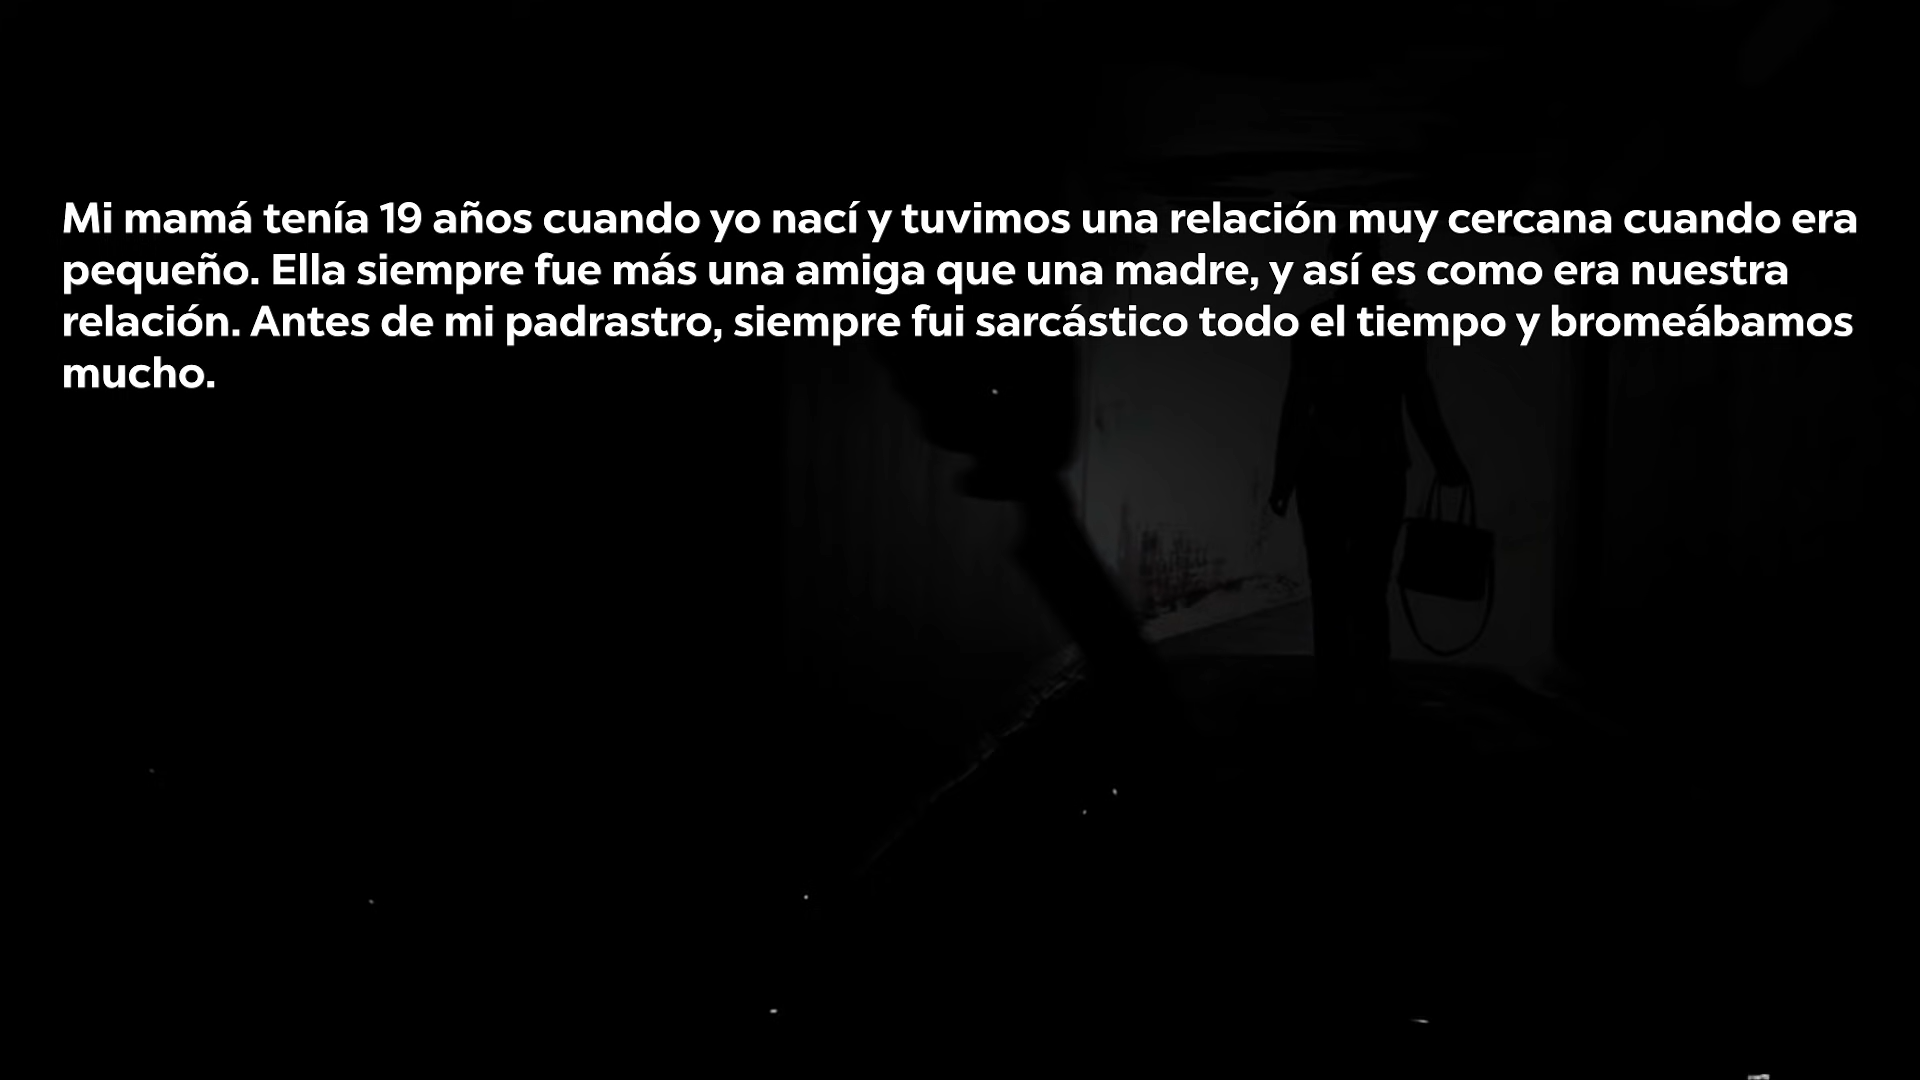 Mi mamá tenía 19 años cuando yo nací y tuvimos una relación muy cercana cuando era
pequeño. Ella siempre fue más una amiga que una madre, y así es como era nuestra
relación. Antes de mi padrastro, siempre fui sarcástico todo el tiempo y bromeábamos
mucho.